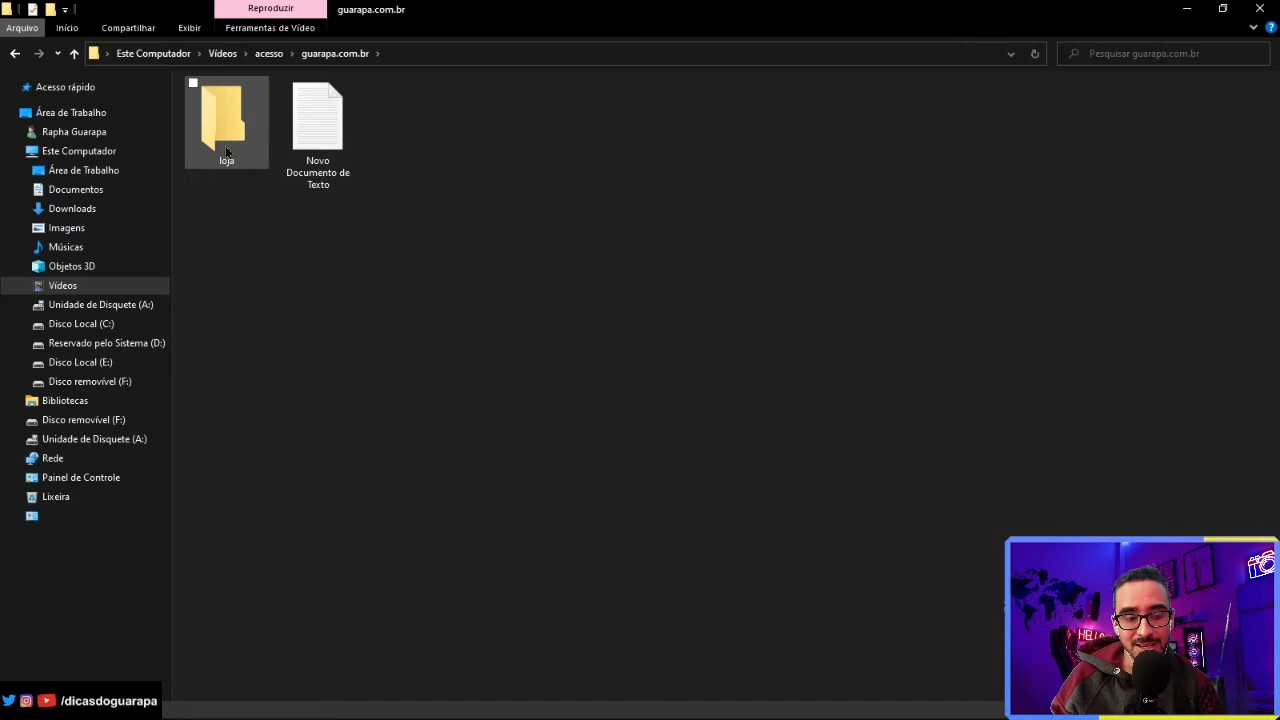 Reproduzir
guarapa.com.br
Arquivo
Início
Compartilhar
Exibir
Ferramentas de Vídeo
Este Computador
Vídeos
acesso
guarapa.com.br
Pesquisar guarapa.com.br
Acesso rápido
Área de Trabalho
Rapha Guarapa
Este Computador
Área de Trabalho
Documentos
Downloads
Imagens
Músicas
Objetos 3D
Vídeos
Unidade de Disquete (A:)
Disco Local (C:)
Reservado pelo Sistema (D:)
Disco Local (E:)
Disco removível (F:)
Bibliotecas
Disco removível (F:)
Unidade de Disquete (A:)
Rede
Painel de Controle
Lixeira
loja
Novo
Documento de
Texto
HELLO
/dicasdoguarapa